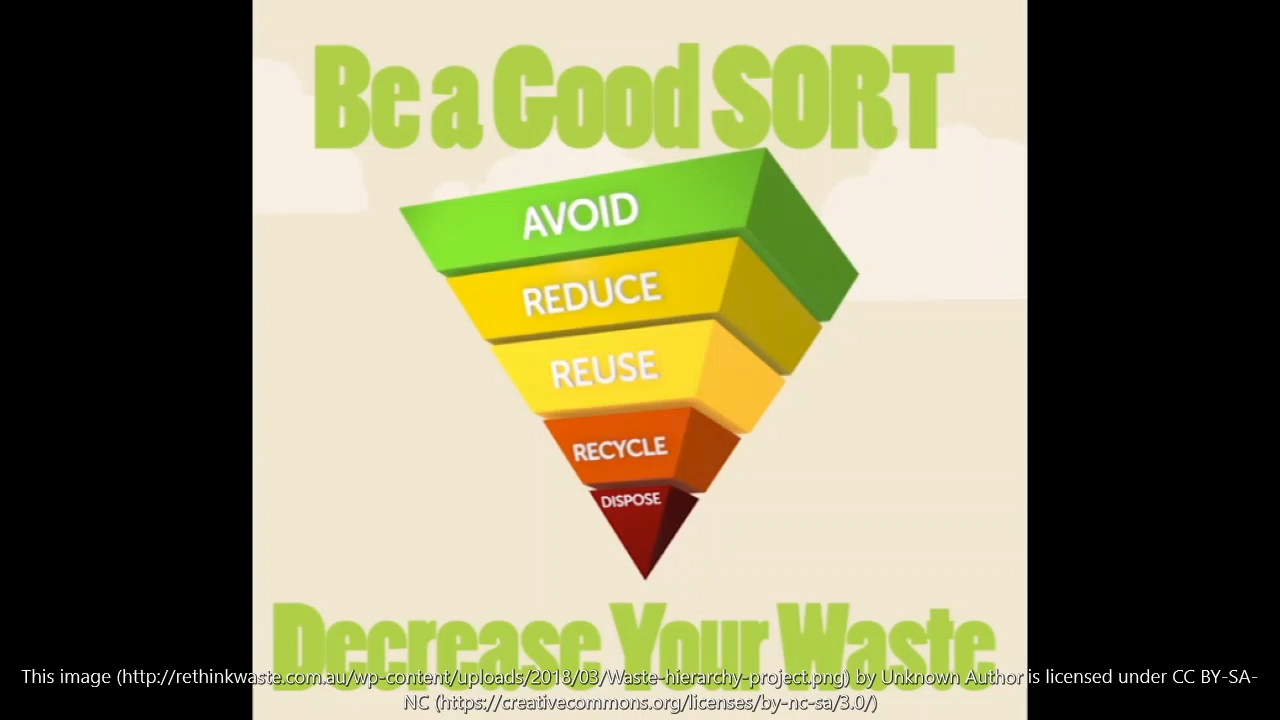 Be a Good SORT
AVOID
REDUCE
REUSE
RECYCLE
DISPOSE
Decrease Your Waste
This image (http://rethinkwaste.com.au/wp-content/uploads/2018/03/Waste-hierarchy-project.png) by Unknown Author is licensed under CC BY-SA-
NC (https://creativecommons.org/licenses/by-nc-sa/3.0/)